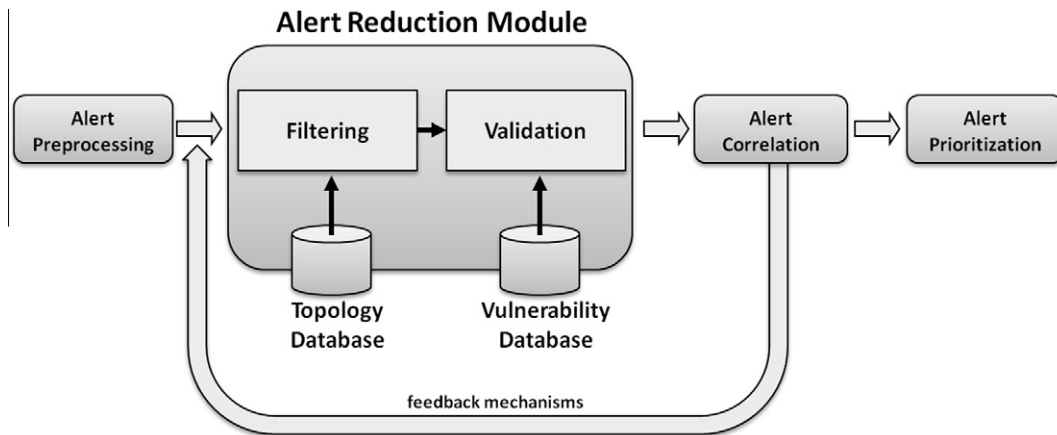 Alert Reduction Module
Alert
Preprocessing
Filtering
Validation
Alert
Correlation
Alert
Prioritization
Topology
Database
Vulnerability
Database
feedback mechanisms